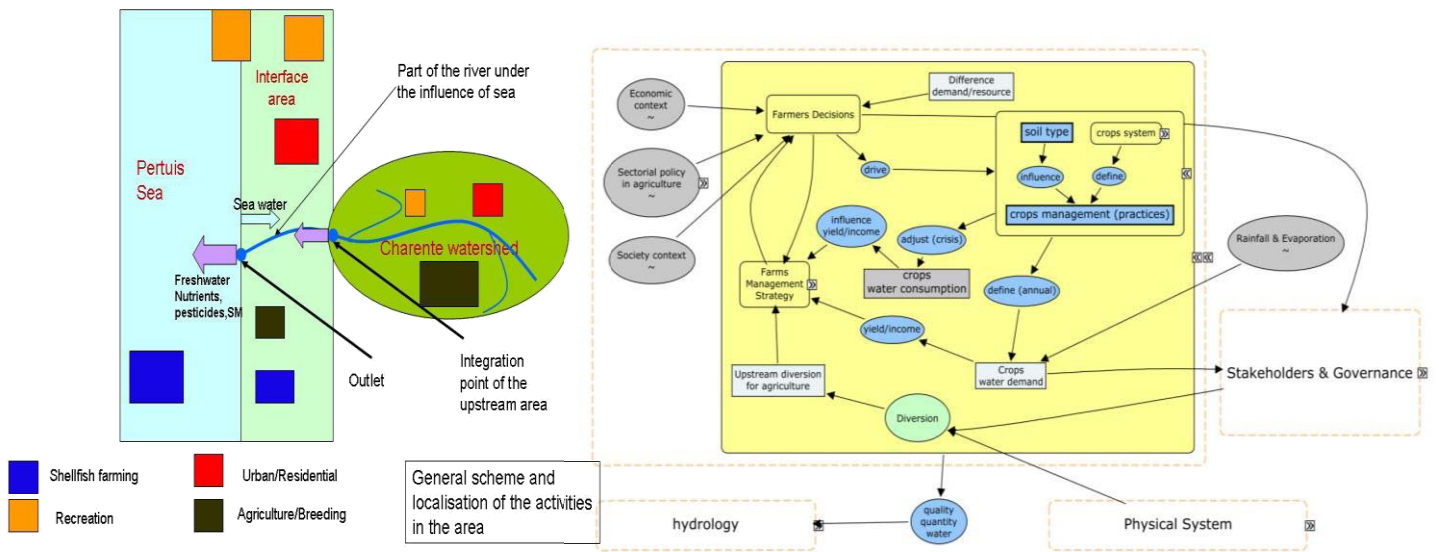 Interface
area
Part of the river under
the influence of sea
Pertuis
Sea
Sea water
Charente watershed
Freshwater
Nutrients,
pesticides,SM
Outlet
Integration
point of the
upstream area
Shellfish farming
Urban/Residential
Recreation
Agriculture/Breeding
General scheme and
localisation of the activities
in the area
Economic
context
~
Sectorial policy
in agriculture
~
Society context
~
Farmers Decisions
Difference
demand/resource
drive
soil type
crops system
influence
define
crops management (practices)
influence
yield/income
adjust (crisis)
crops
water consumption
define (annual)
Farms
Management
Strategy
yield/income
Upstream diversion
for agriculture
Crops
water demand
Diversion
Rainfall & Evaporation
~
Stakeholders & Governance
hydrology
quality
quantity
water
Physical System